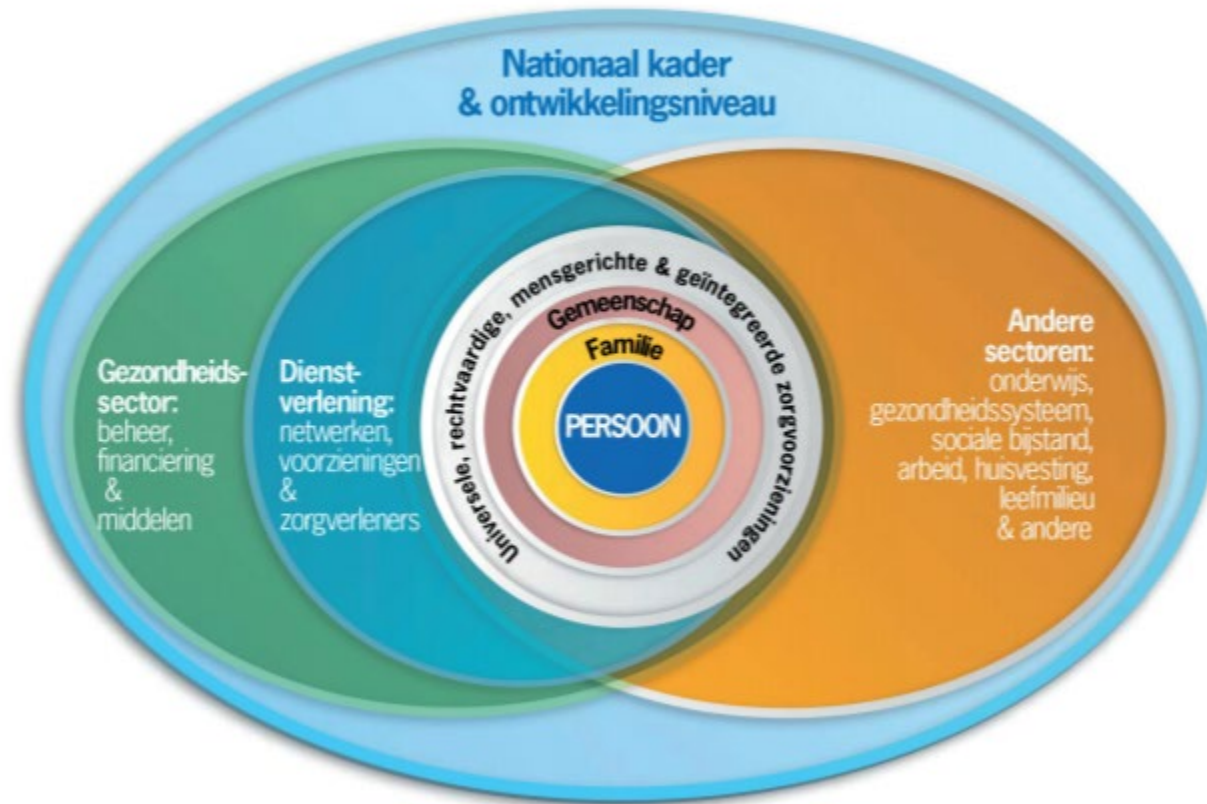 Nationaal kader
& ontwikkelingsniveau
Gezondheids-
sector:
beheer,
financiering
&
middelen
Dienst-
verlening:
netwerken,
voorzieningen
&
zorgverleners
Universele, rechtvaardige, mensgerichte & geïntegreerde zorgvoorzieningen
Gemeenschap
Familie
PERSOON
Andere
sectoren:
onderwijs,
gezondheidssysteem,
sociale bijstand,
arbeid, huisvesting,
leefmilieu
& andere